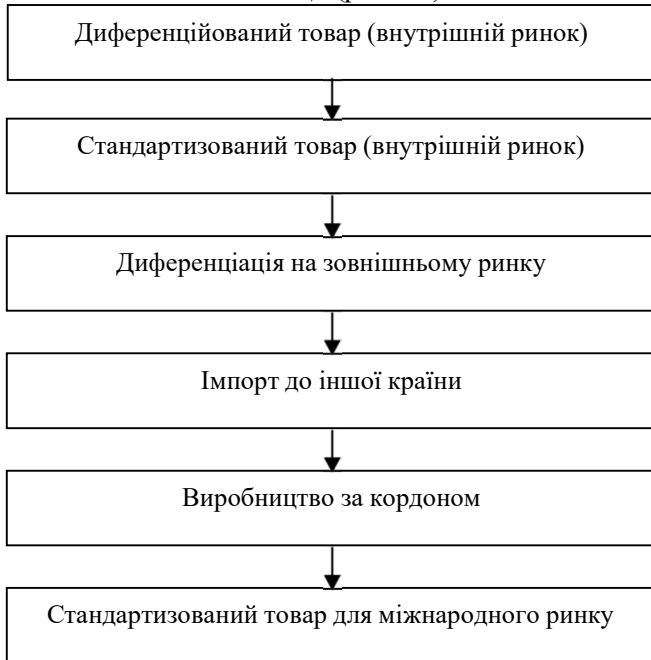 Диференційований товар (внутрішній ринок)
Стандартизований товар (внутрішній ринок)
Диференціація на зовнішньому ринку
Імпорт до іншої країни
Виробництво за кордоном
Стандартизований товар для міжнародного ринку